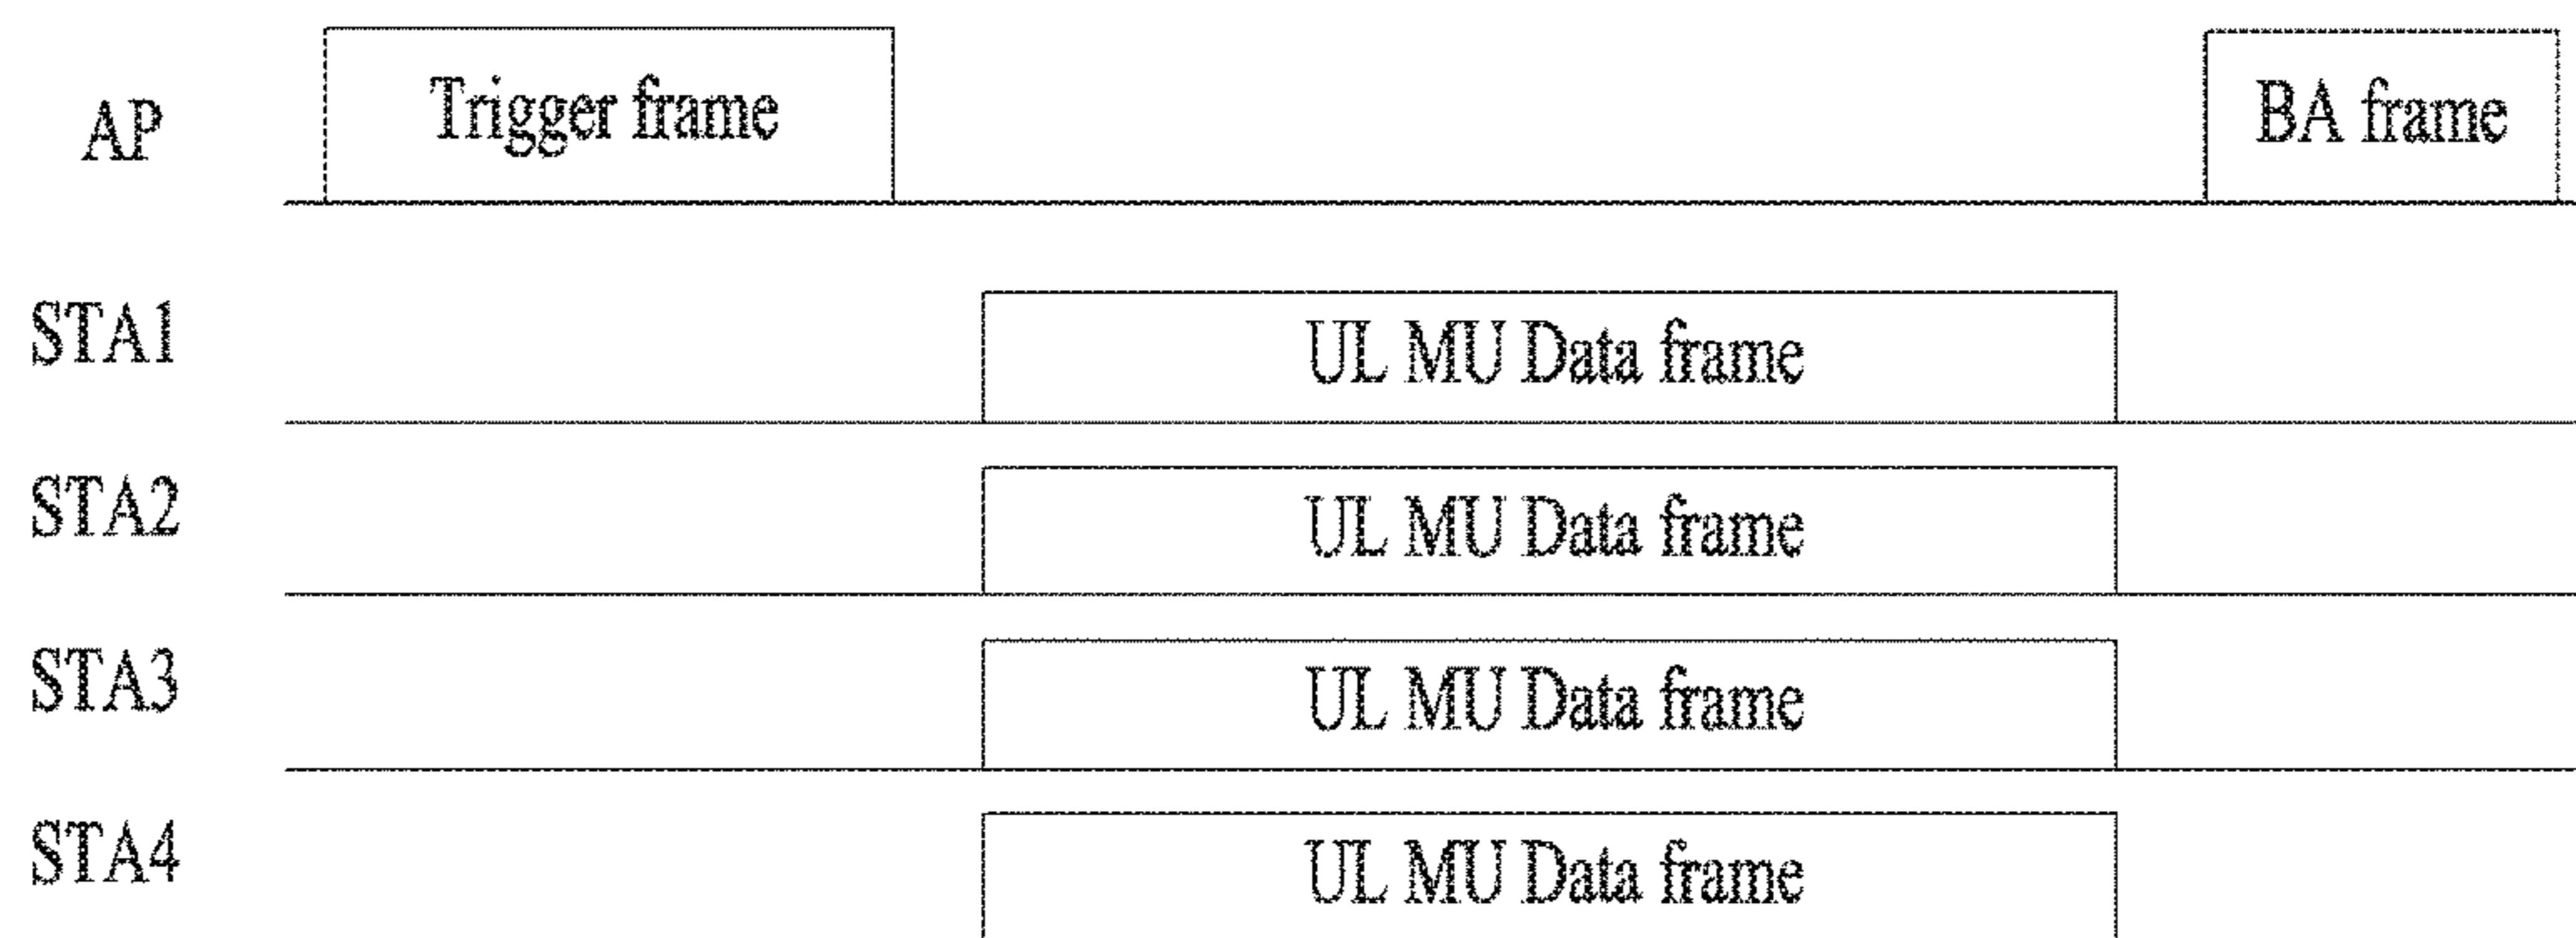 AP Trigger frame BA frame
STA1 UL MU Data frame
STA2 UL MU Data frame
STA3 UL MU Data frame
STA4 UL MU Data frame